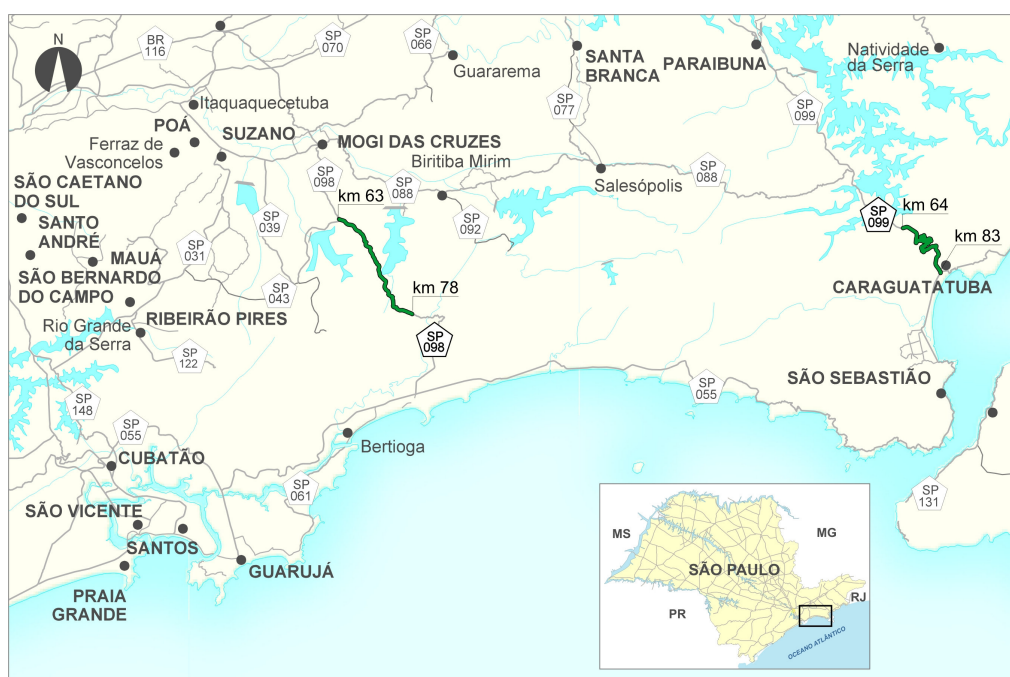 N
BR
116
SP
070
SP
066
Guararema
SANTA
BRANCA
PARAIBUNA
Natividade
da Serra
SP
077
SP
099
Itaquaquecetuba
POÁ
SUZANO
Ferraz de
Vasconcelos
MOGI DAS CRUZES
Biritiba Mirim
SP
098
km 63
SP
088
Salesópolis
SP
088
SÃO CAETANO
DO SUL
SANTO
ANDRÉ
MAUÁ
SÃO BERNARDO
DO CAMPO
SP
031
SP
039
SP
043
SP
092
SP
099
km 64
km 83
CARAGUATATUBA
km 78
RIBEIRÃO PIRES
Rio Grande
da Serra
SP
122
SP
098
SP
148
SP
055
SP
055
SÃO SEBASTIÃO
CUBATÃO
Bertioga
SP
061
SP
131
SÃO VICENTE
SANTOS
GUARUJÁ
PRAIA
GRANDE
MS
MG
SÃO PAULO
PR
RJ
OCEANO ATLÂNTICO